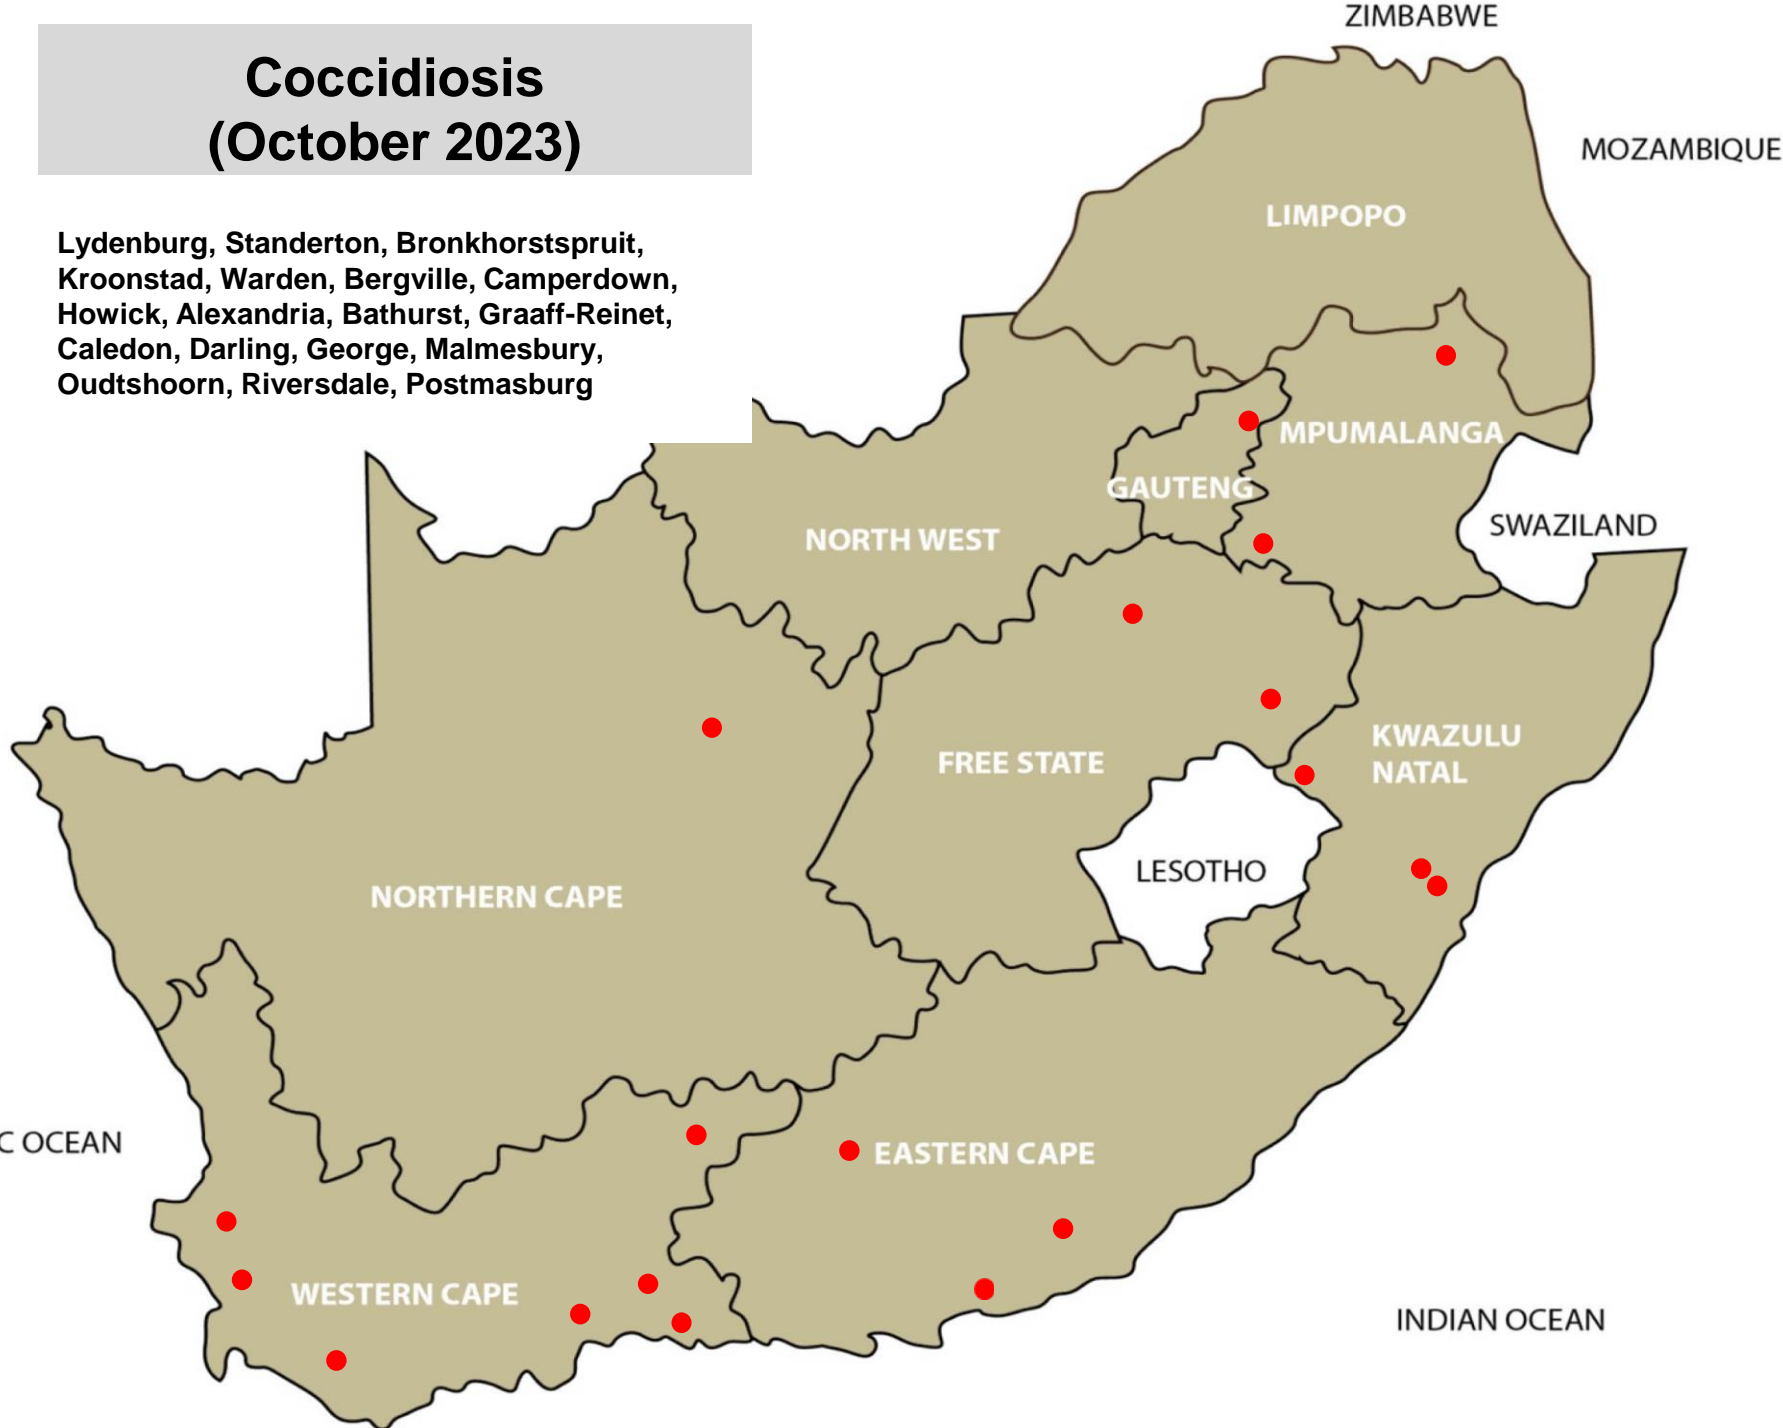 Coccidiosis
(October 2023)
Lydenburg, Standerton, Bronkhorstspruit,
Kroonstad, Warden, Bergville, Camperdown,
Howick, Alexandria, Bathurst, Graaff-Reinet,
Caledon, Darling, George, Malmesbury,
Oudtshoorn, Riversdale, Postmasburg
ZIMBABWE
MOZAMBIQUE
LIMPOPO
MPUMALANGA
GAUTENG
NORTH WEST
SWAZILAND
KWAZULU
NATAL
FREE STATE
LESOTHO
NORTHERN CAPE
C OCEAN
EASTERN CAPE
WESTERN CAPE
INDIAN OCEAN